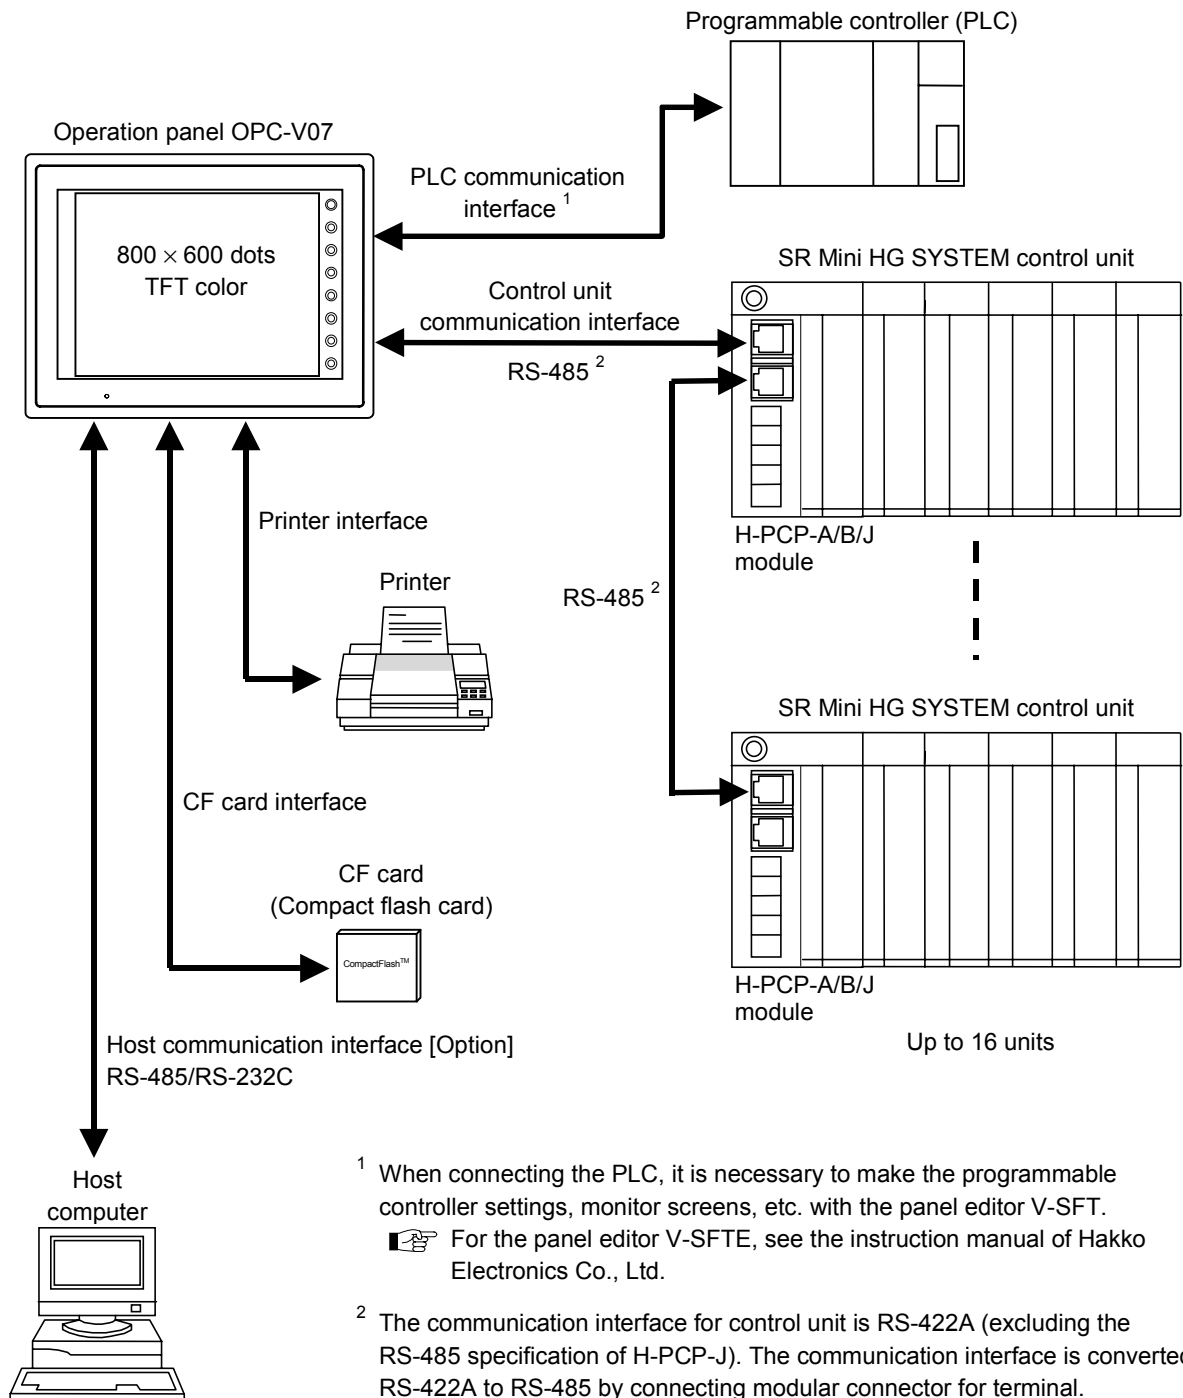 Programmable controller (PLC)
Operation panel OPC-V07
PLC communication
interface 1
800 × 600 dots
TFT color
SR Mini HG SYSTEM control unit
Control unit
communication interface
RS-485 2
H-PCP-A/B/J
module
Printer interface
Printer
RS-485 2
SR Mini HG SYSTEM control unit
CF card interface
CF card
(Compact flash card)
CompactFlash™
H-PCP-A/B/J
module
Up to 16 units
Host communication interface [Option]
RS-485/RS-232C
Host
computer
1 When connecting the PLC, it is necessary to make the programmable
controller settings, monitor screens, etc. with the panel editor V-SFT.
For the panel editor V-SFTE, see the instruction manual of Hakko
Electronics Co., Ltd.
2 The communication interface for control unit is RS-422A (excluding the
RS-485 specification of H-PCP-J). The communication interface is converted
RS-422A to RS-485 by connecting modular connector for terminal.